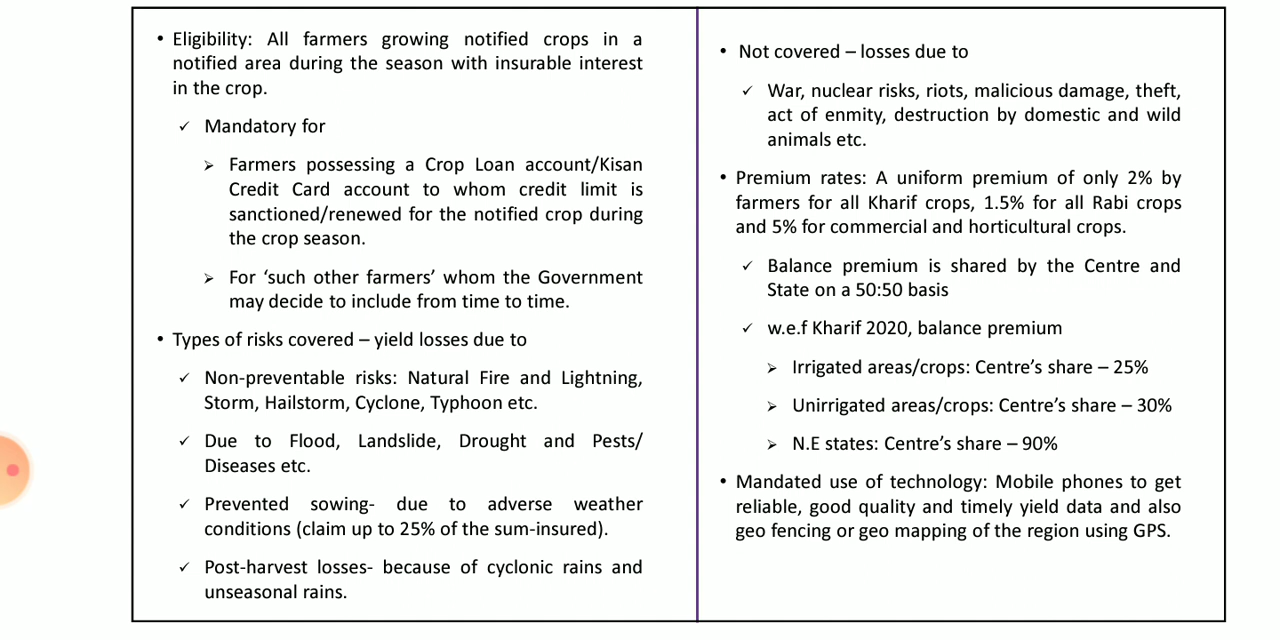 • Eligibility: All farmers growing notified crops in a
notified area during the season with insurable interest
in the crop.
✓ Mandatory for
➢ Farmers possessing a Crop Loan account/Kisan
Credit Card account to whom credit limit is
sanctioned/renewed for the notified crop during
the crop season.
➢ For ‘such other farmers’ whom the Government
may decide to include from time to time.
• Types of risks covered – yield losses due to
✓ Non-preventable risks: Natural Fire and Lightning,
Storm, Hailstorm, Cyclone, Typhoon etc.
✓ Due to Flood, Landslide, Drought and Pests/
Diseases etc.
✓ Prevented sowing- due to adverse weather
conditions (claim up to 25% of the sum-insured).
✓ Post-harvest losses- because of cyclonic rains and
unseasonal rains.
• Not covered – losses due to
✓ War, nuclear risks, riots, malicious damage, theft,
act of enmity, destruction by domestic and wild
animals etc.
• Premium rates: A uniform premium of only 2% by
farmers for all Kharif crops, 1.5% for all Rabi crops
and 5% for commercial and horticultural crops.
✓ Balance premium is shared by the Centre and
State on a 50:50 basis
✓ w.e.f Kharif 2020, balance premium
➢ Irrigated areas/crops: Centre’s share – 25%
➢ Unirrigated areas/crops: Centre’s share – 30%
➢ N.E states: Centre’s share – 90%
• Mandated use of technology: Mobile phones to get
reliable, good quality and timely yield data and also
geo fencing or geo mapping of the region using GPS.